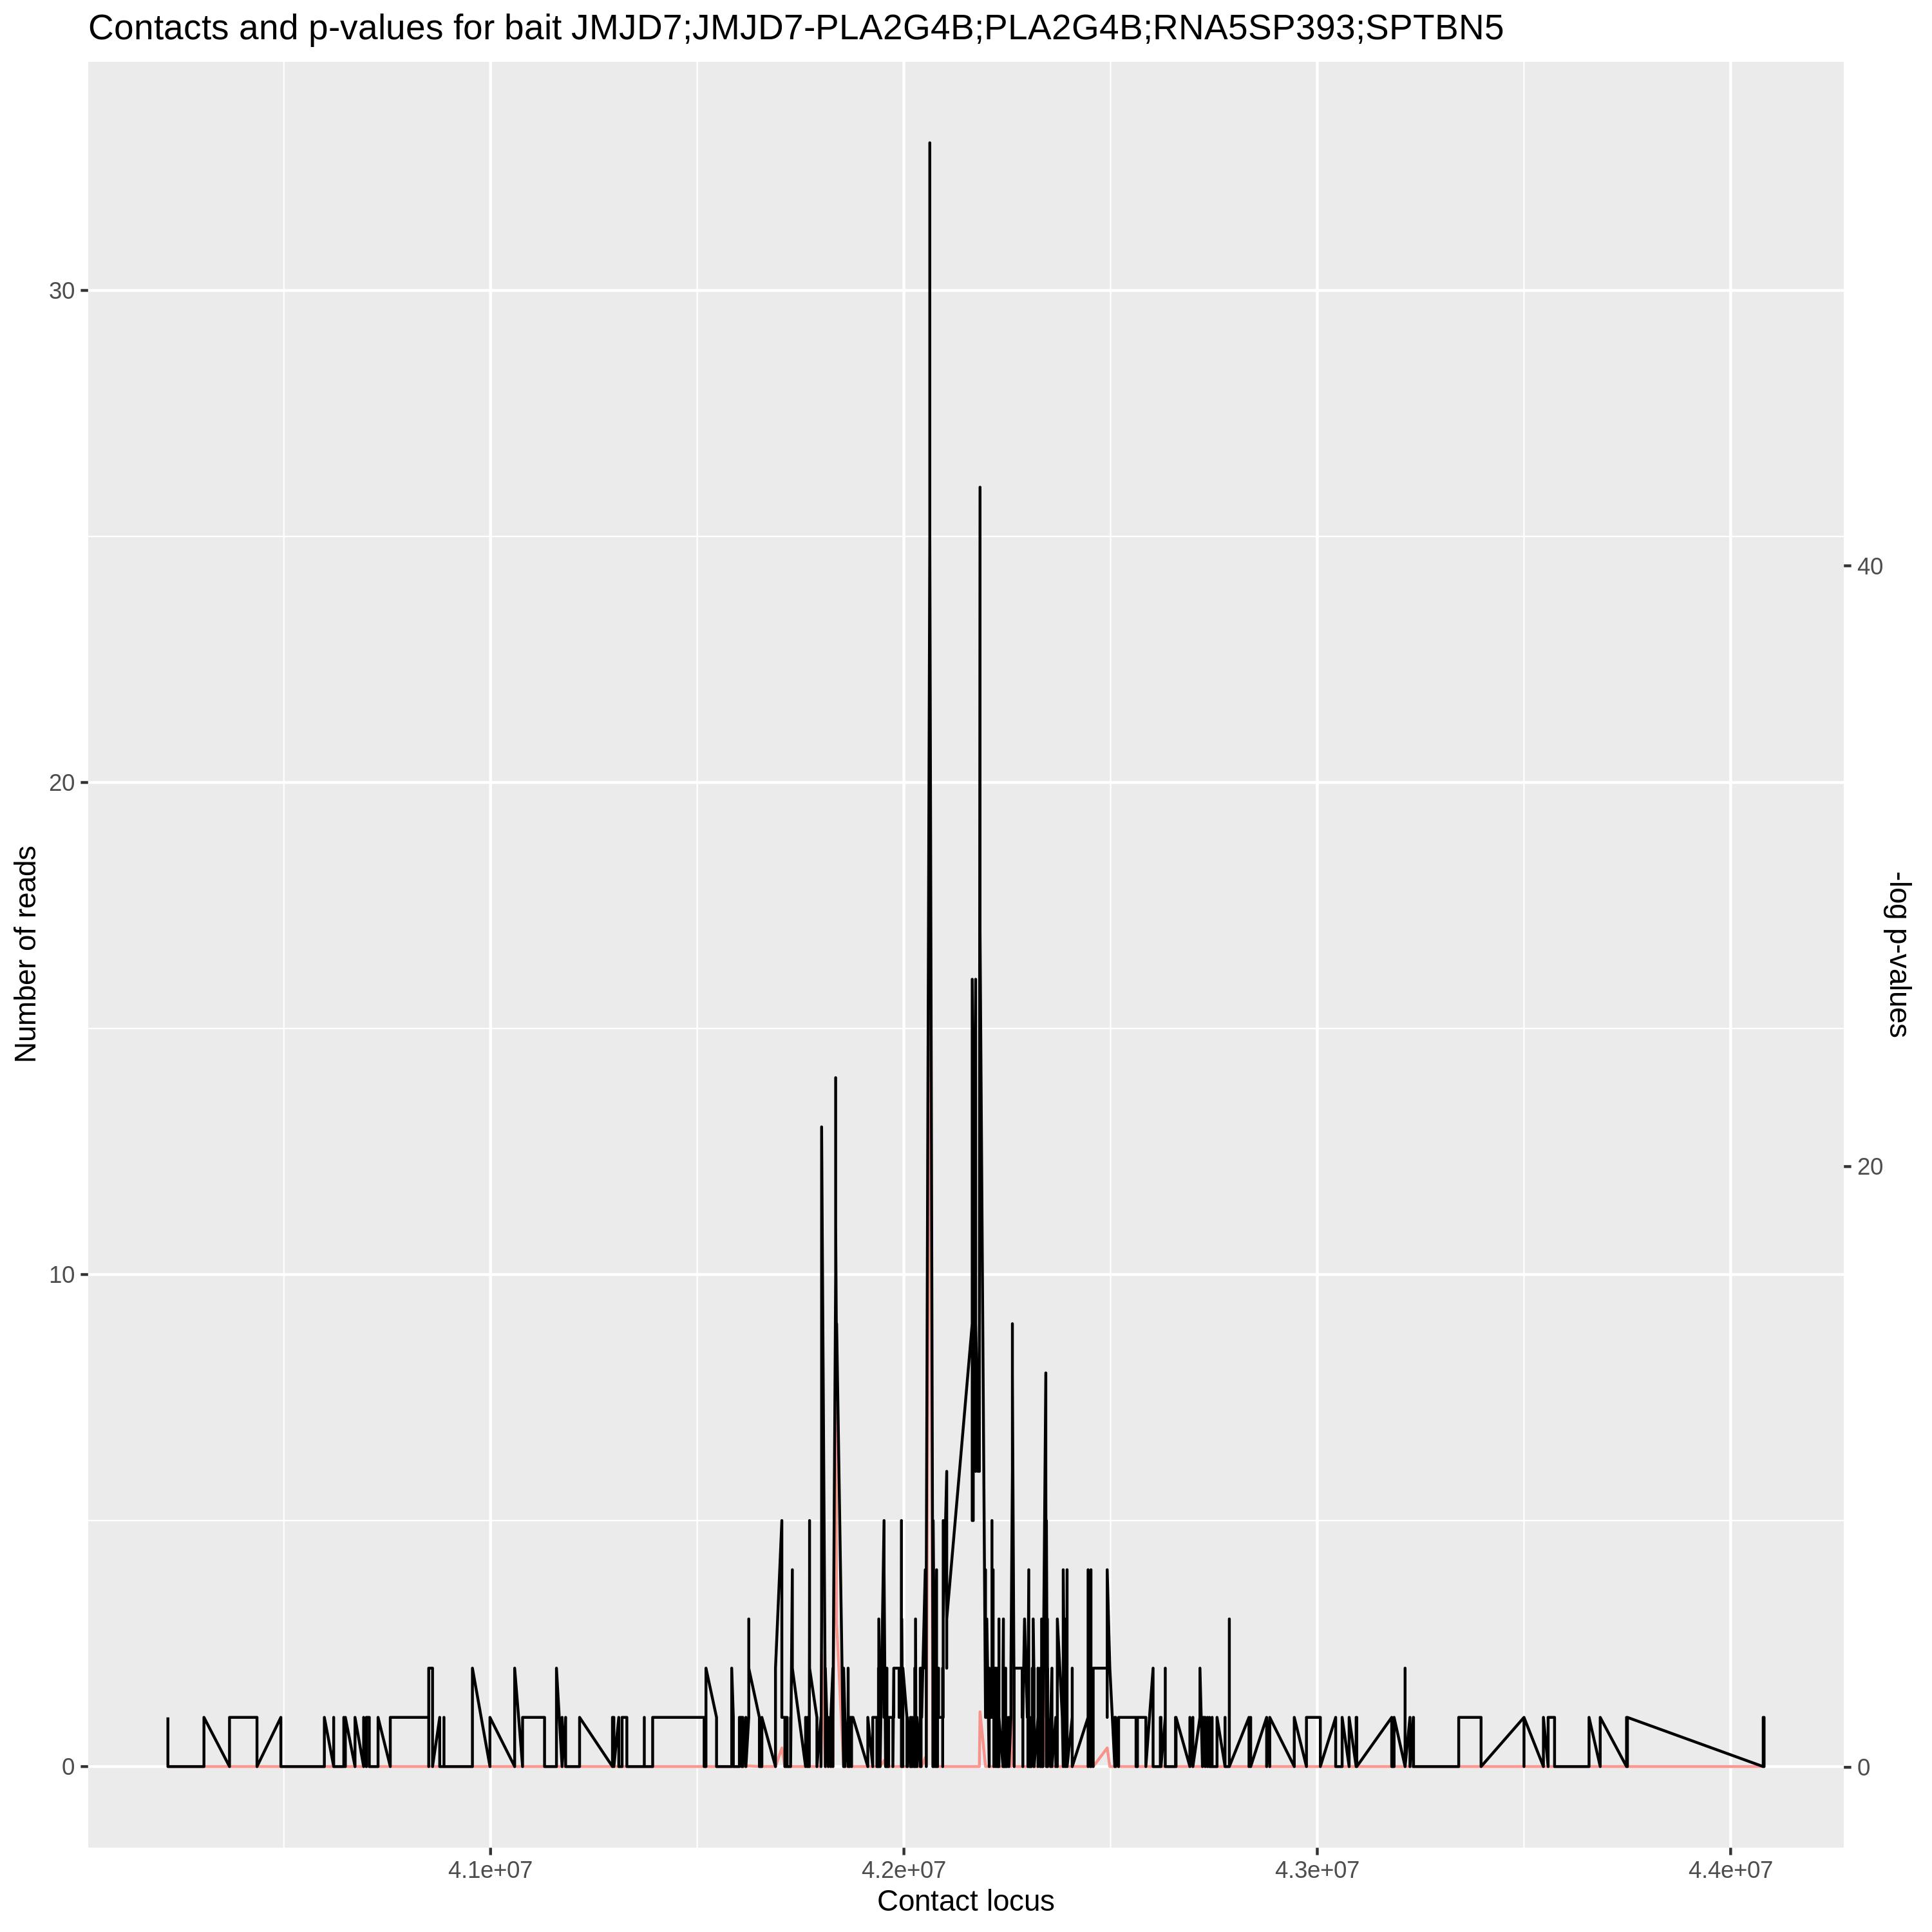 Contacts and p-values for bait JMJD7;JMJD7-PLA2G4B;PLA2G4B;RNA5SP393;SPTBN5
30
20
10
0
Number of reads
40
20
0
-log p-values
4.1e+07
4.2e+07
4.3e+07
4.4e+07
Contact locus